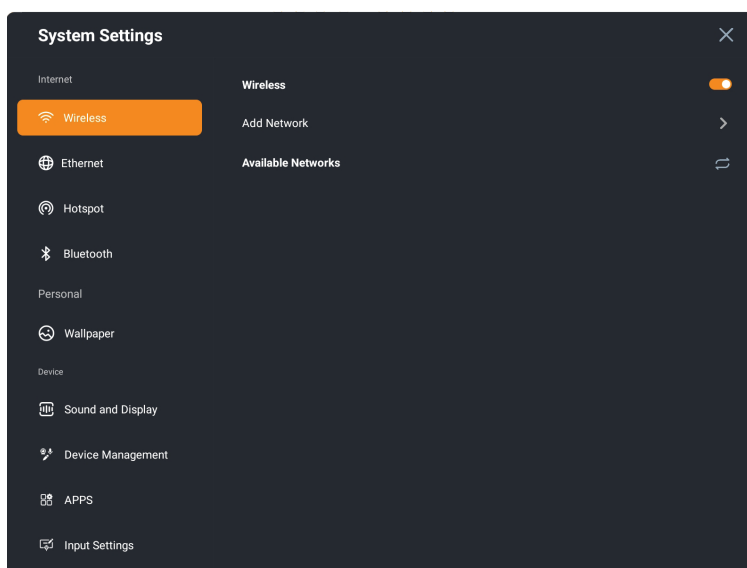 System Settings
Internet
Wireless
Ethernet
Hotspot
Bluetooth
Personal
Wallpaper
Device
Sound and Display
Device Management
APPS
Input Settings
Wireless
Add Network
Available Networks